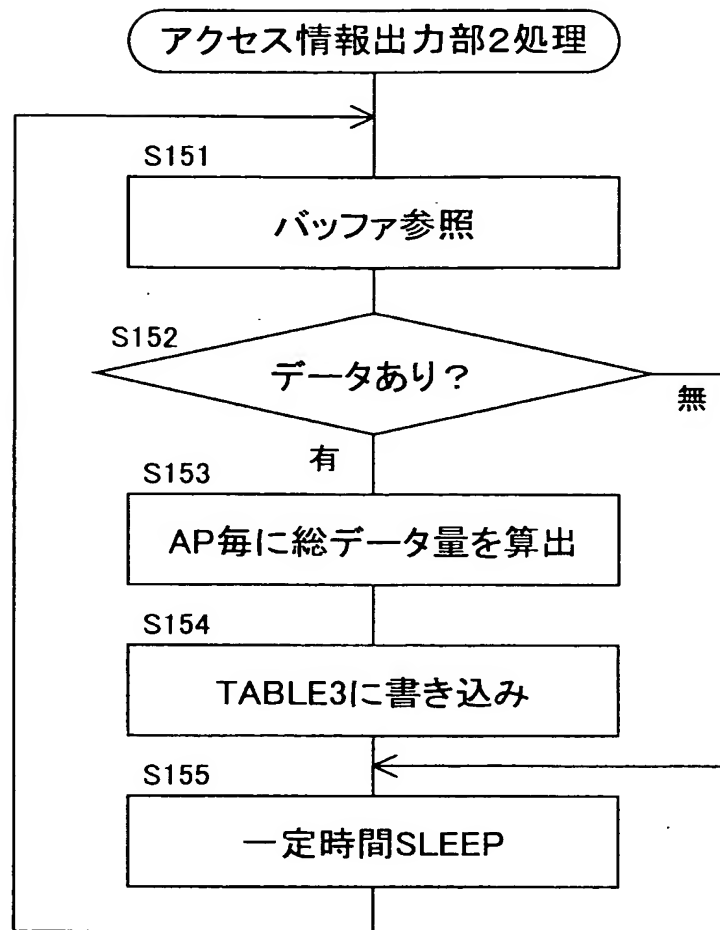 アクセス情報出力部2処理
S151
バッファ参照
S152
データあり?
無
有
S153
AP毎に総データ量を算出
S154
TABLE3に書き込み
S155
一定時間SLEEP